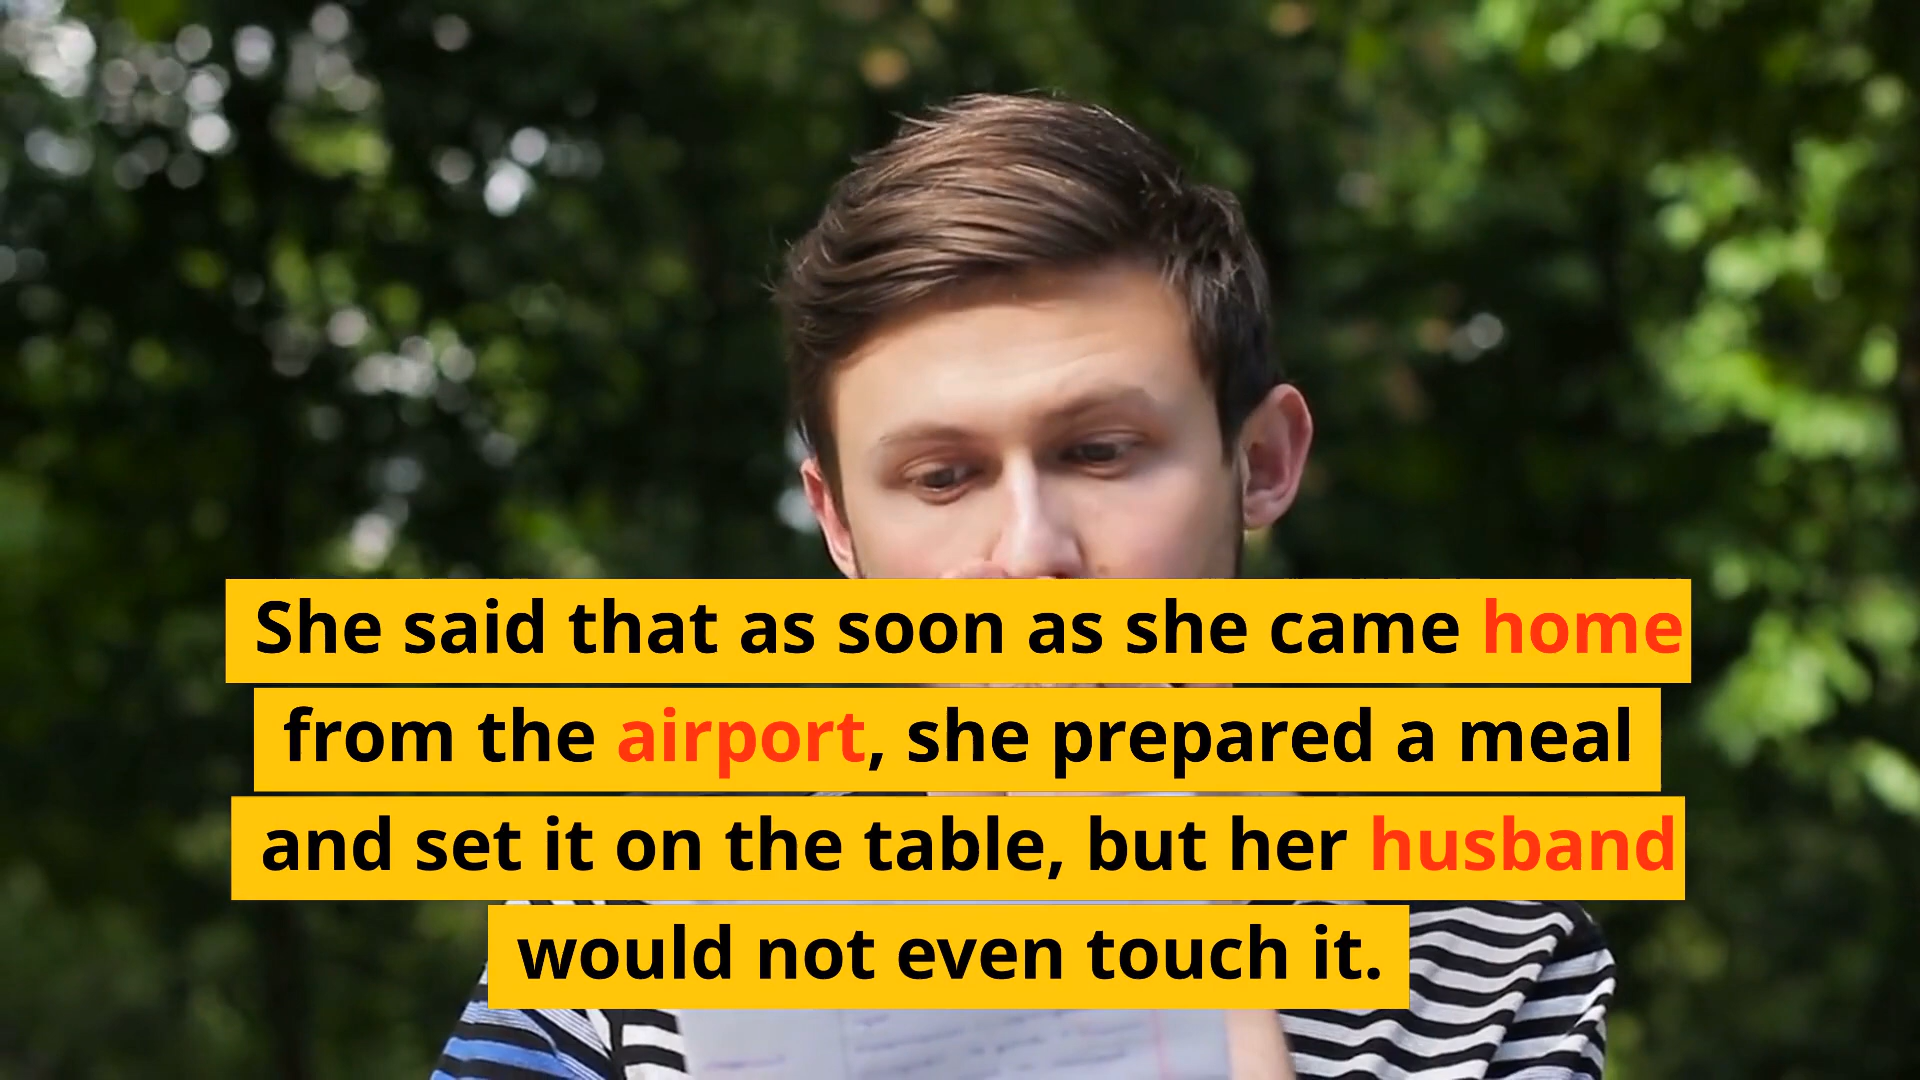 She said that as soon as she came home
from the airport, she prepared a meal
and set it on the table, but her husband
would not even touch it.